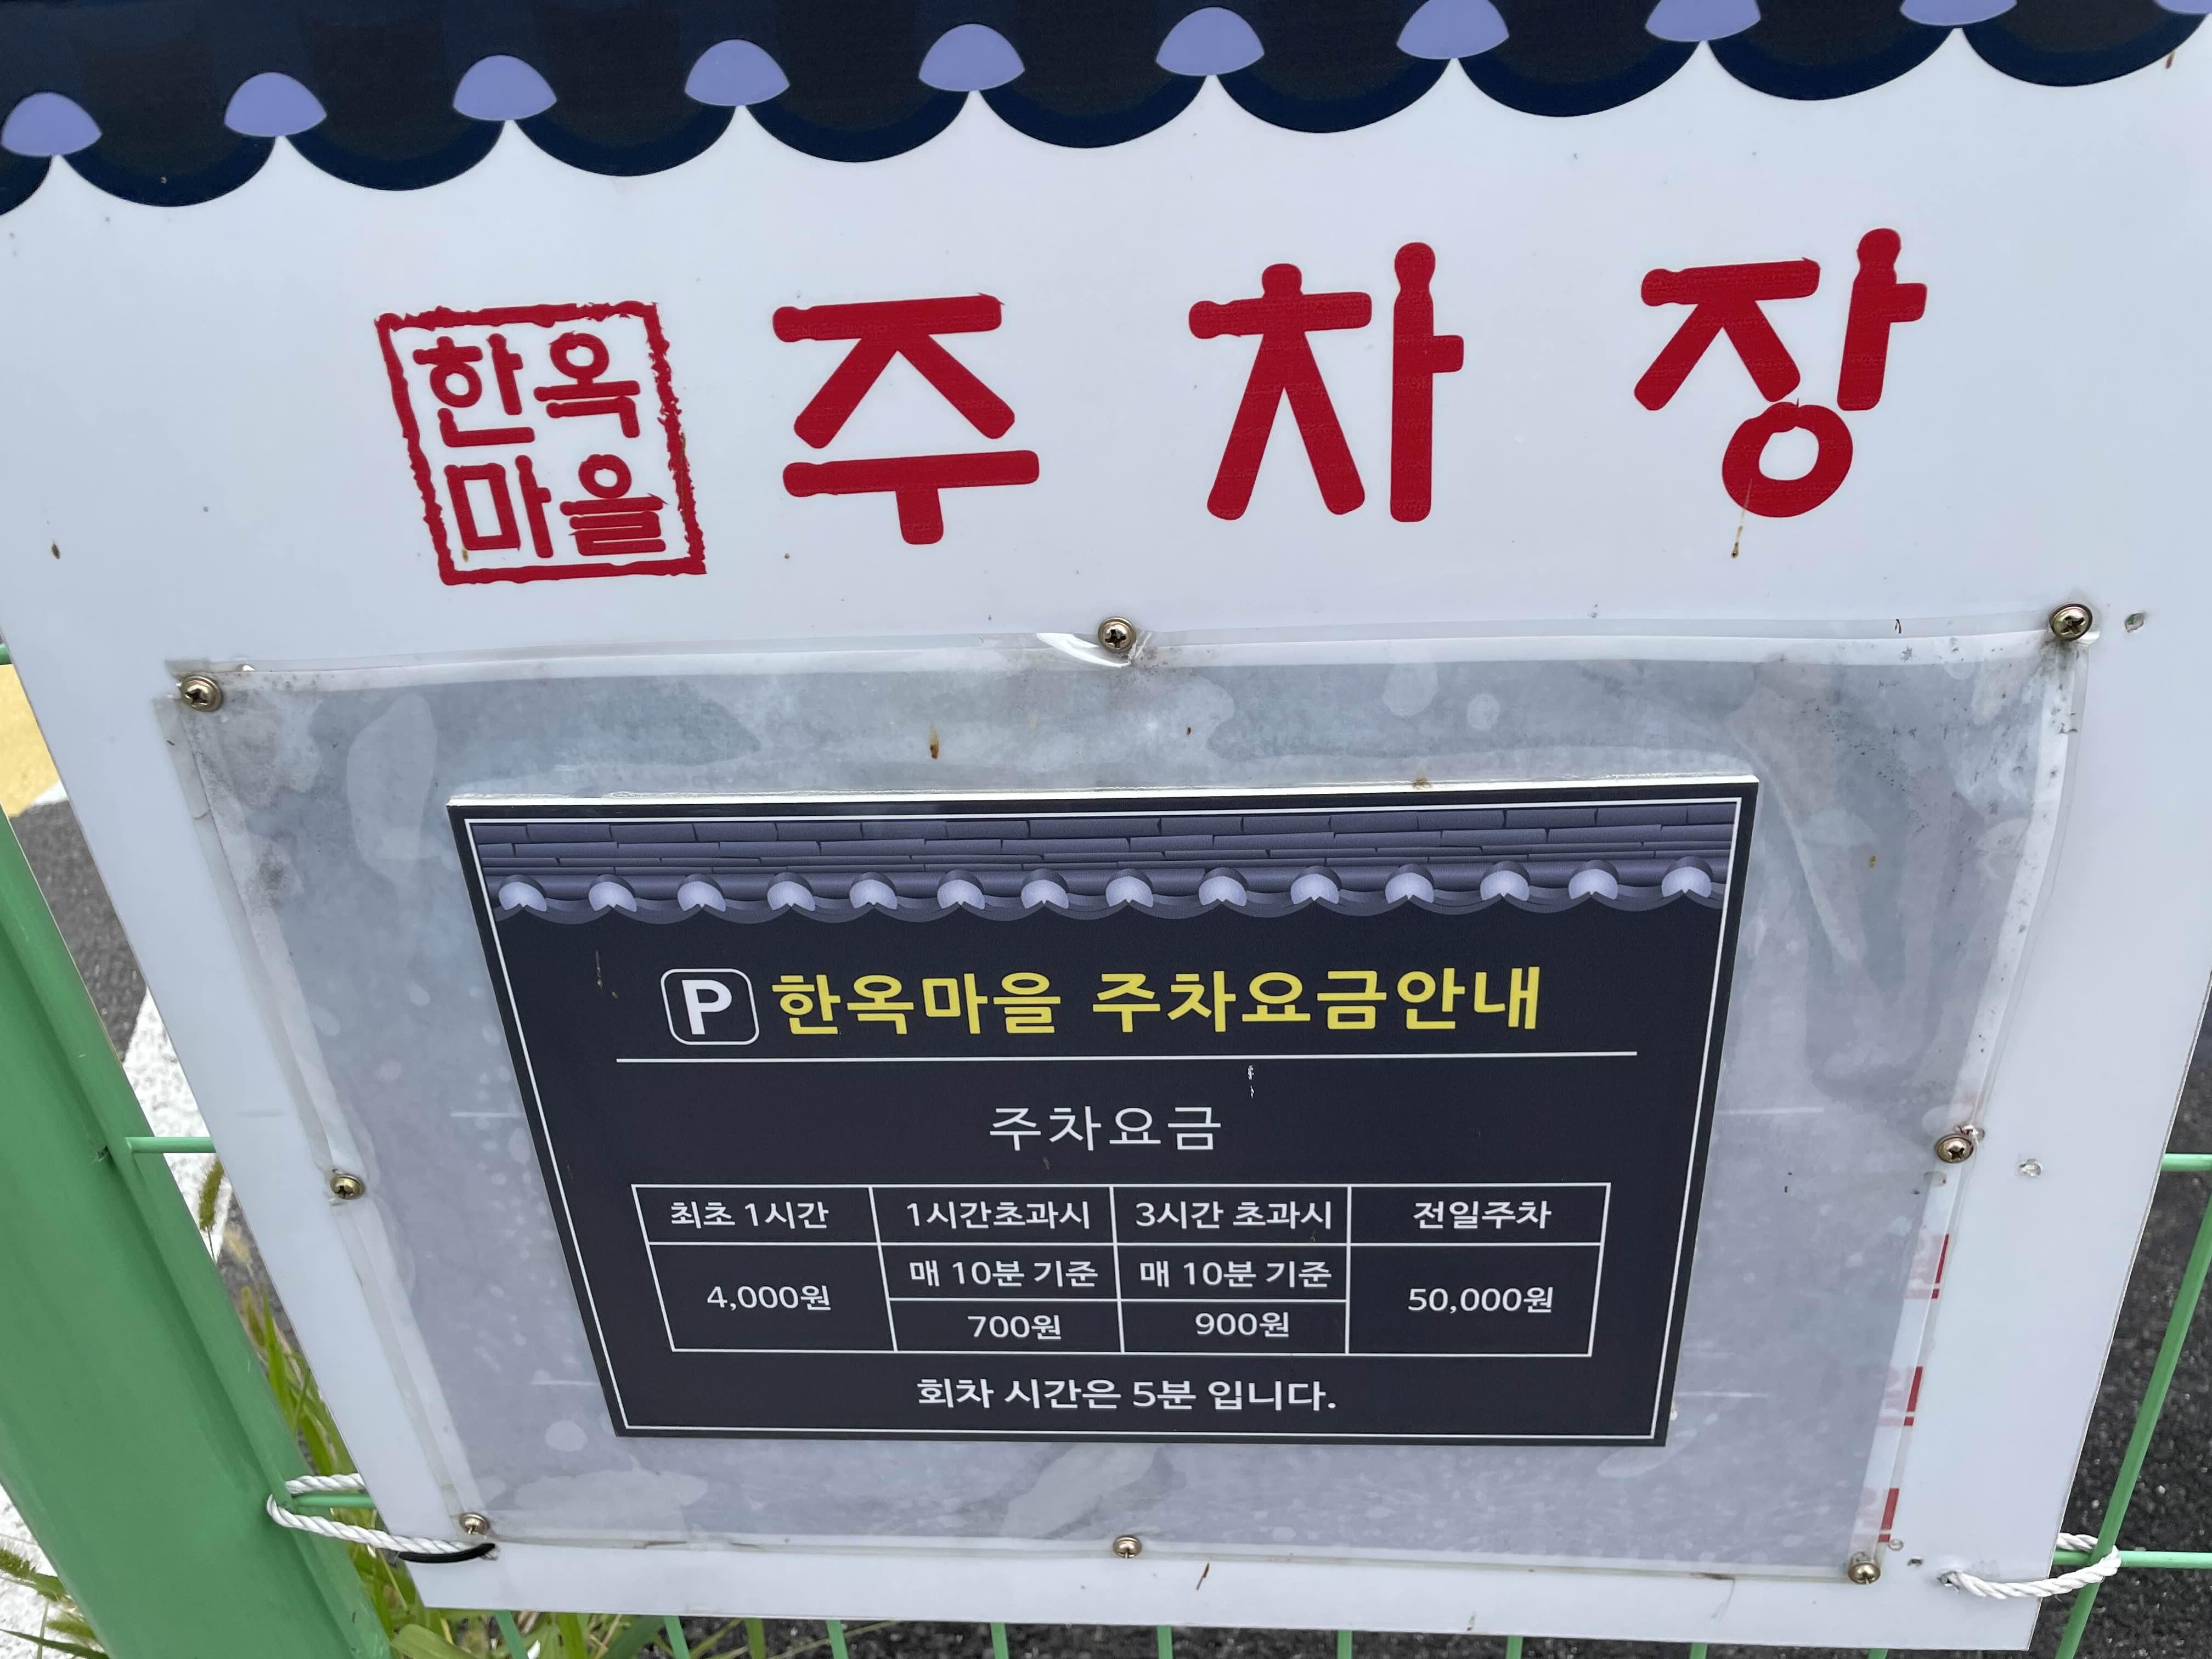 한옥
마을
주차장
P 한옥마을 주차요금안내
주차요금
최초 1시간 1시간초과시 3시간 초과시 전일주차
4,000원 매 10분 기준 매 10분 기준 50,000원
700원 900원
회차 시간은 5분 입니다.